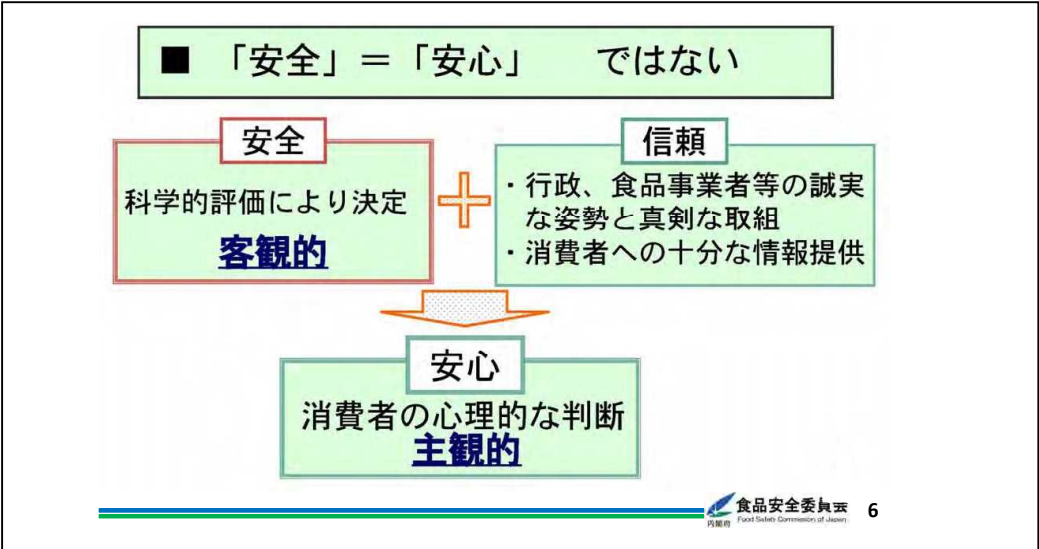 ■ 「安全」＝「安心」　ではない
安全
科学的評価により決定
客観的
信頼
・行政、食品事業者等の誠実
な姿勢と真剣な取組
・消費者への十分な情報提供
安心
消費者の心理的な判断
主観的
内閣府
食品安全委員会
Food Safety Commission of Japan
6